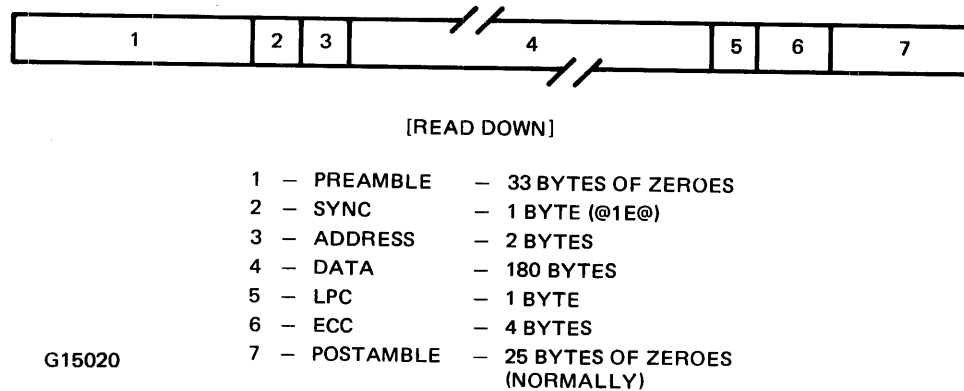 1 2 3 4 5 6 7
[READ DOWN]
1 – PREAMBLE – 33 BYTES OF ZEROES
2 – SYNC – 1 BYTE (@1E@)
3 – ADDRESS – 2 BYTES
4 – DATA – 180 BYTES
5 – LPC – 1 BYTE
6 – ECC – 4 BYTES
7 – POSTAMBLE – 25 BYTES OF ZEROES
(NORMALLY)
G15020